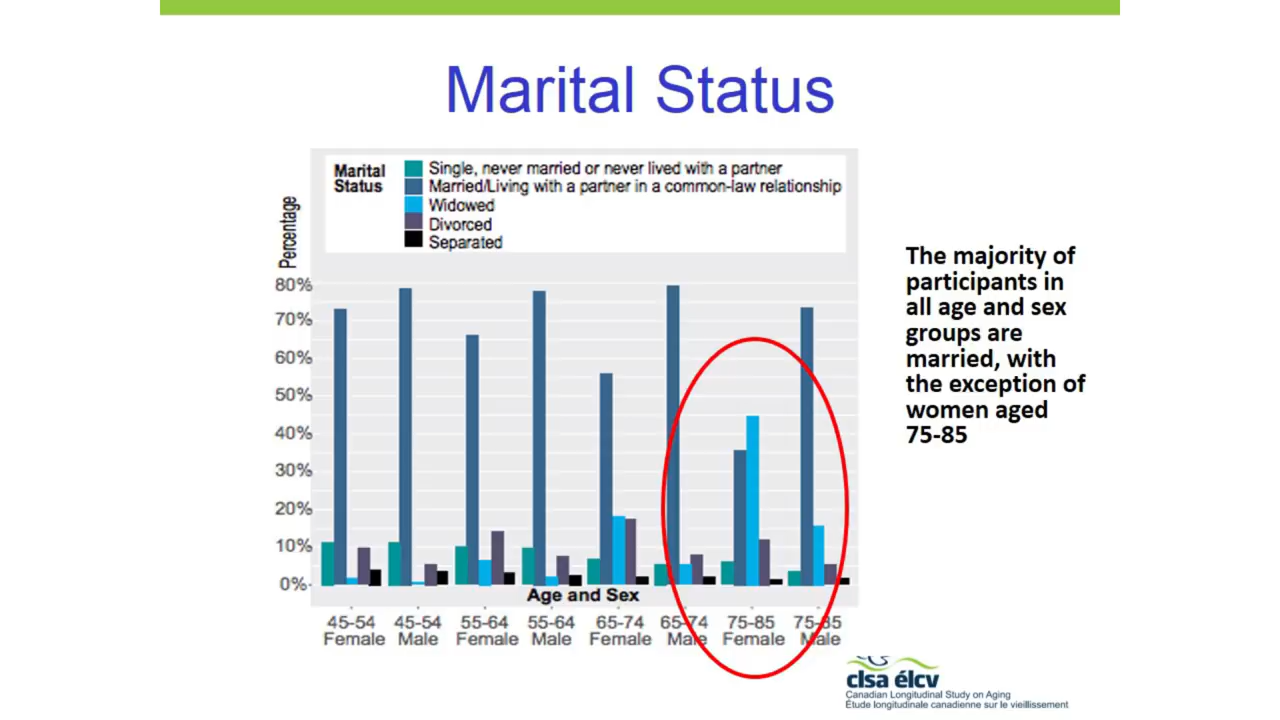 Marital Status
Marital
Status
Single, never married or never lived with a partner
Married/Living with a partner in a common-law relationship
Widowed
Divorced
Separated
Percentage
80%
70%
60%
50%
40%
30%
20%
10%
0%
Age and Sex
45-54 45-54 55-64 55-64 65-74 65-74 75-85 75-85
Female Male Female Male Female Male Female Male
The majority of
participants in
all age and sex
groups are
married, with
the exception of
women aged
75-85
clsa élcv
Canadian Longitudinal Study on Aging
Étude longitudinale canadienne sur le vieillissement